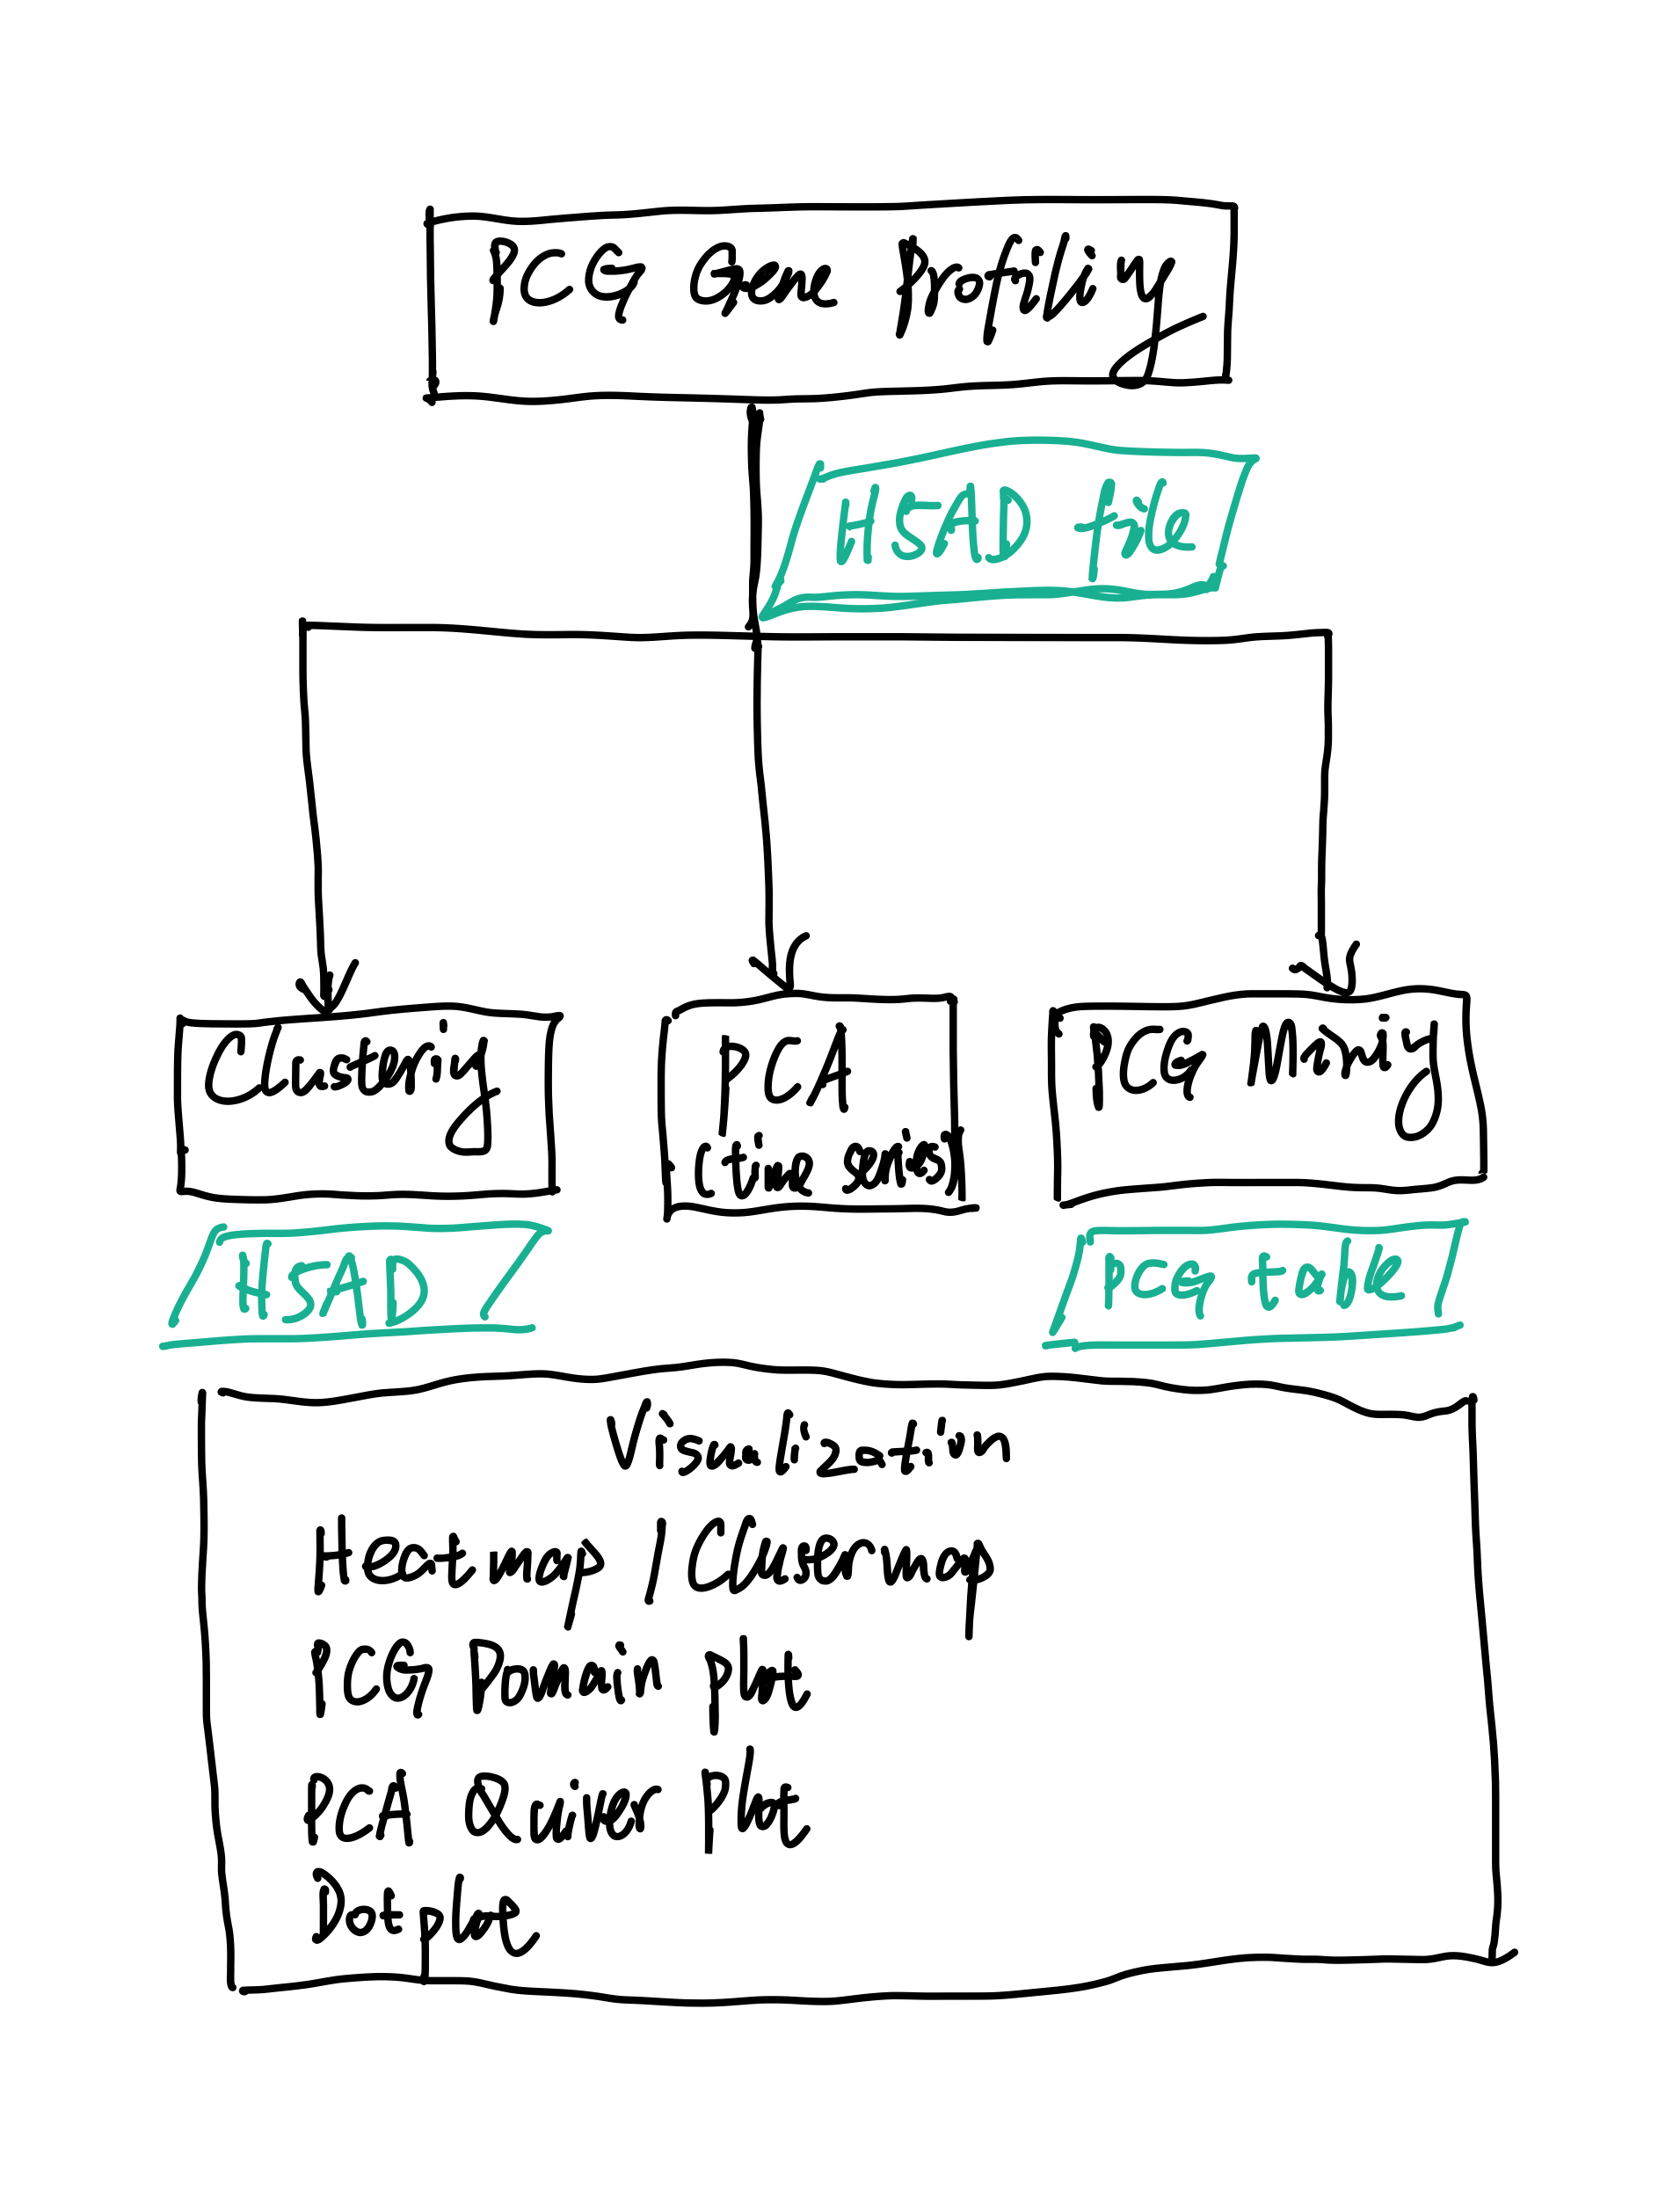 PCG Gene Profiling
H5AD file
Clustering
PCA
(time series)
PCG Mining
H5AD
PCG table
Visualization
Heatmap / Clustermap
PCG Domain plot
PCA Quiver Plot
Dotplot